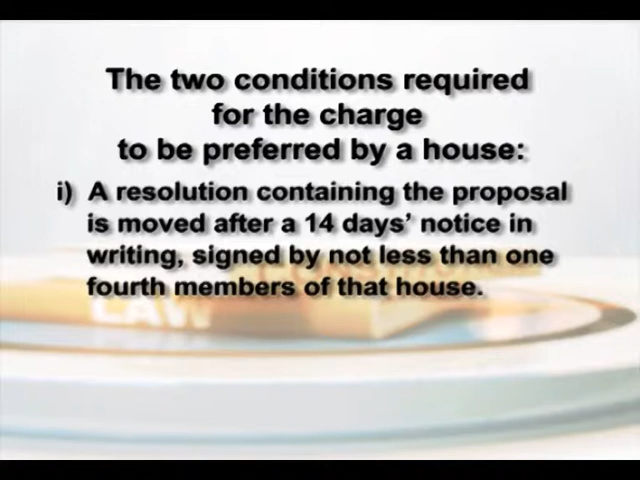 The two conditions required
for the charge
to be preferred by a house:
i) A resolution containing the proposal
is moved after a 14 days’ notice in
writing, signed by not less than one
fourth members of that house.
LAW